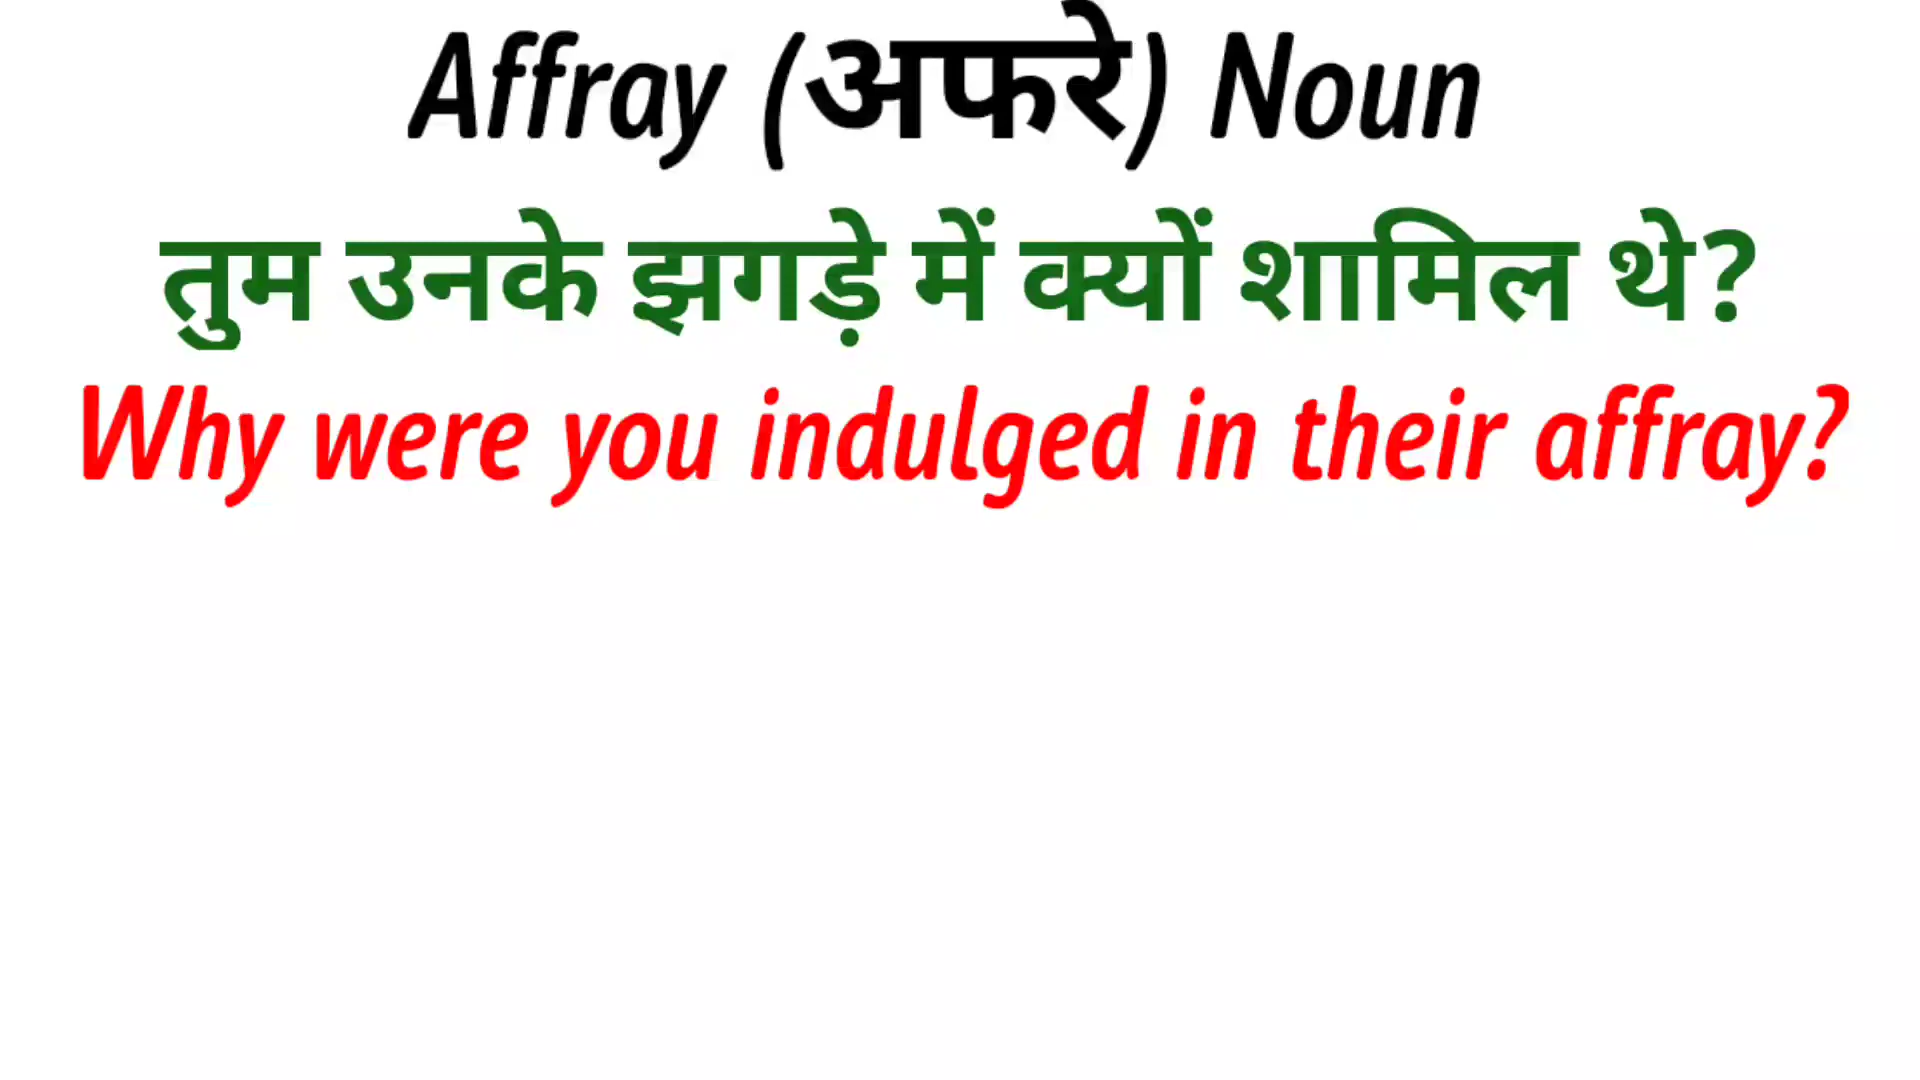 Affray (अफरे) Noun
तुम उनके झगड़े में क्यों शामिल थे?
Why were you indulged in their affray?